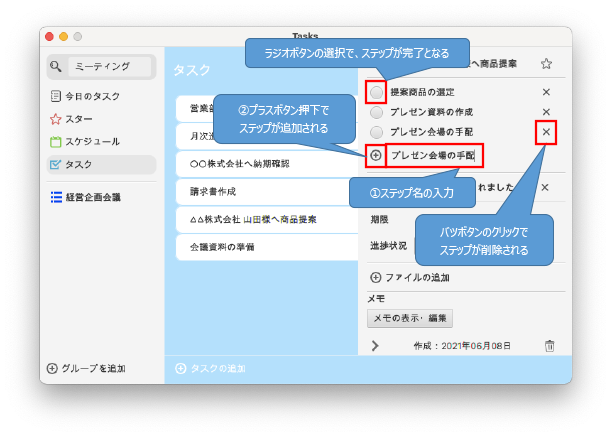 Tasks
ラジオボタンの選択で、ステップが完了となる
ミーティング
今日のタスク
スター
スケジュール
タスク
経営企画会議
グループを追加
タスク
②プラスボタン押下で
ステップが追加される
営業部
月次
〇〇株式会社へ納期確認
請求書作成
△△株式会社 山田様へ商品提案
会議資料の準備
タスクの追加
へ商品提案
提案商品の選定
プレゼン資料の作成
プレゼン会場の手配
プレゼン会場の手配
①ステップ名の入力
れました
期限
進捗状況
バツボタンのクリックで
ステップが削除される
ファイルの追加
メモ
メモの表示・編集
作成：2021年06月08日